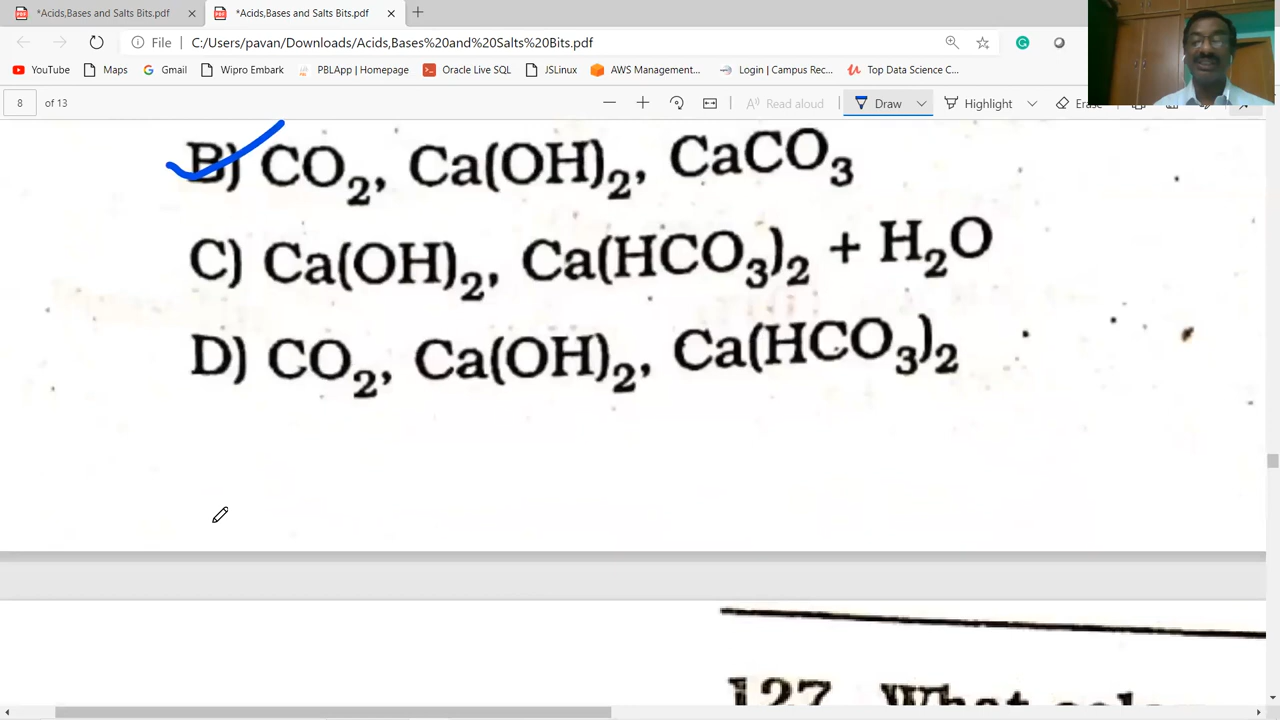 *Acids,Bases and Salts Bits.pdf
*Acids,Bases and Salts Bits.pdf
File
C:/Users/pavan/Downloads/Acids,Bases%20and%20Salts%20Bits.pdf
YouTube
Maps
Gmail
Wipro Embark
PBLApp | Homepage
Oracle Live SQL
JSLinux
AWS Management...
Login | Campus Rec...
Top Data Science C...
8 of 13
Read aloud
Draw
Highlight
Erase
B) CO₂, Ca(OH)₂, CaCO₃
C) Ca(OH)₂, Ca(HCO₃)₂ + H₂O
D) CO₂, Ca(OH)₂, Ca(HCO₃)₂
127 What